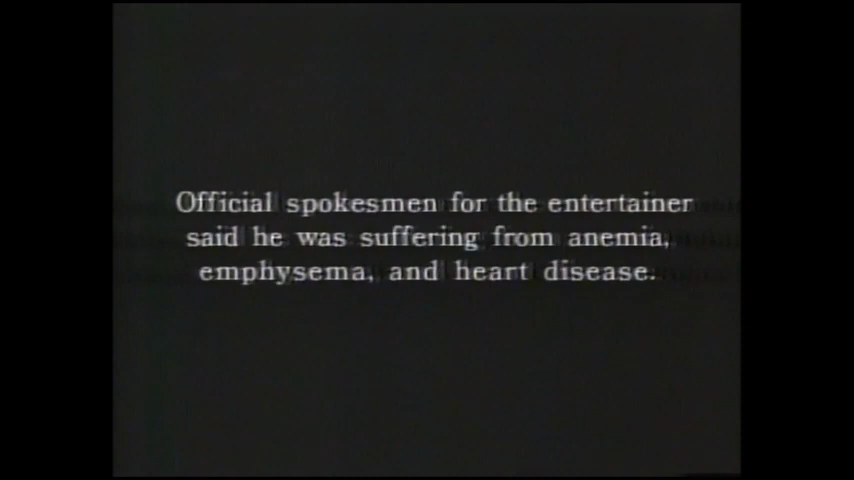 Official spokesmen for the entertainer
said he was suffering from anemia,
emphysema, and heart disease.